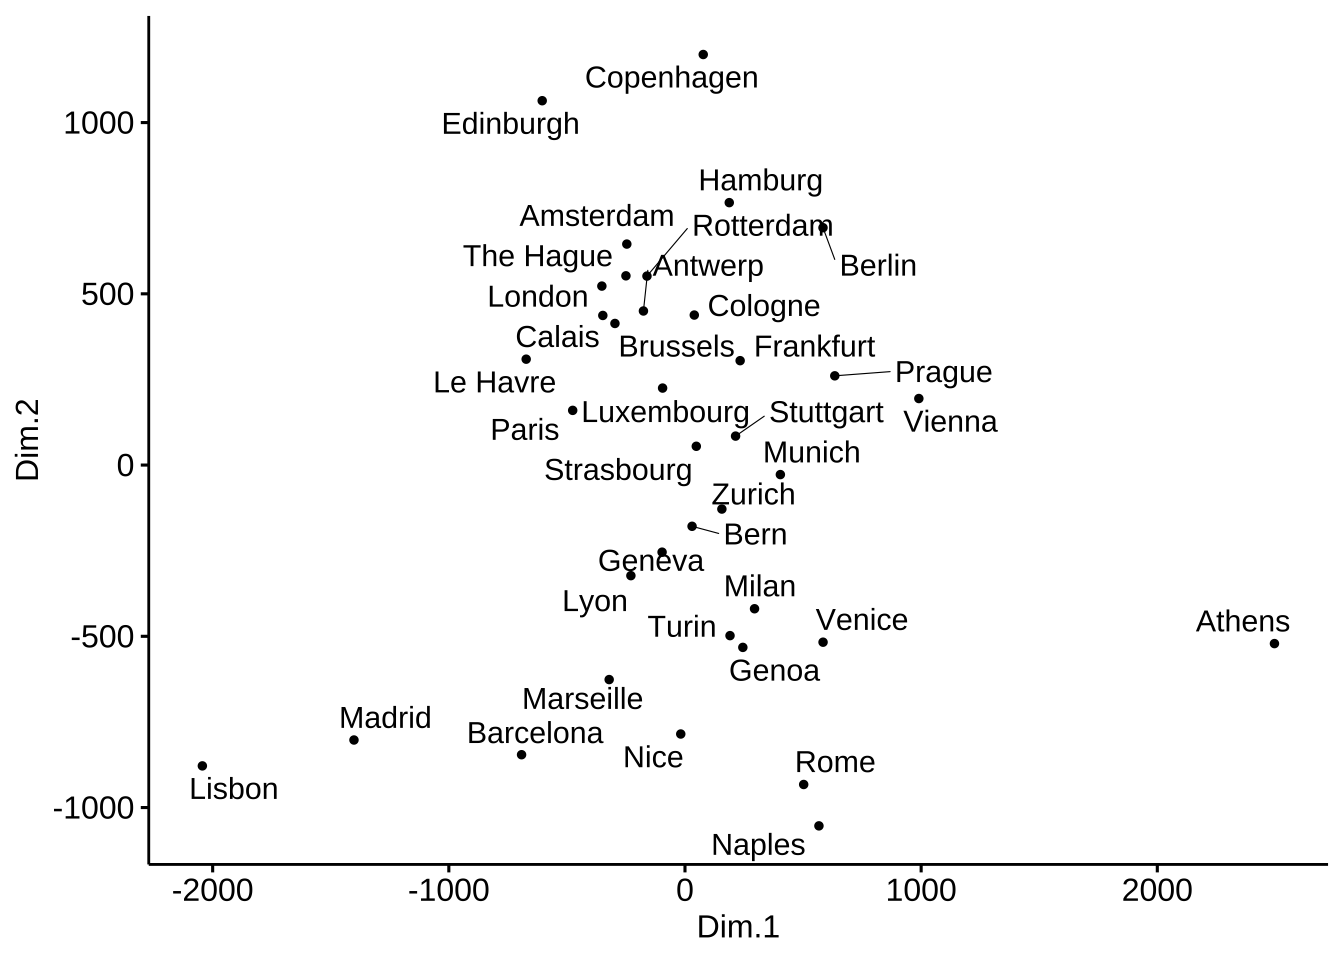 Copenhagen
Edinburgh
1000
Hamburg
Amsterdam
Rotterdam
The Hague
Antwerp
Berlin
500
London
Cologne
Calais
Brussels
Frankfurt
Le Havre
Prague
Luxembourg
Stuttgart
Vienna
Paris
Dim.2
Munich
0
Strasbourg
Zurich
Bern
Geneva
Milan
Lyon
Venice
Athens
Turin
-500
Genoa
Marseille
Madrid
Barcelona
Nice
Rome
Lisbon
-1000
Naples
-2000
-1000
0
1000
2000
Dim.1